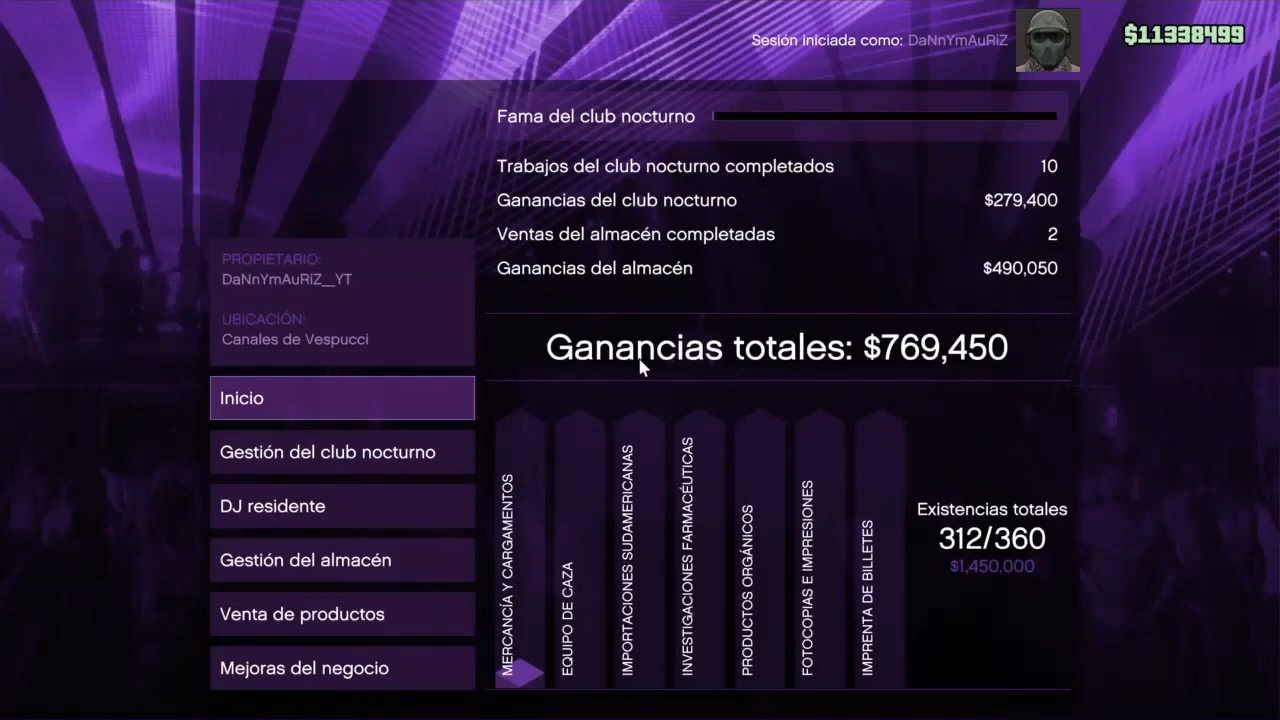 Sesión iniciada como: DaNnYmAuRiZ
$11338499
Fama del club nocturno
Trabajos del club nocturno completados 10
Ganancias del club nocturno $279,400
Ventas del almacén completadas 2
Ganancias del almacén $490,050
PROPIETARIO:
DaNnYmAuRiZ__YT
UBICACIÓN:
Canales de Vespucci
Ganancias totales: $769,450
Inicio
Gestión del club nocturno
DJ residente
Gestión del almacén
Venta de productos
Mejoras del negocio
MERCANCÍA Y CARGAMENTOS
EQUIPO DE CAZA
IMPORTACIONES SUDAMERICANAS
INVESTIGACIONES FARMACÉUTICAS
PRODUCTOS ORGÁNICOS
FOTOCOPIAS E IMPRESIONES
IMPRENTA DE BILLETES
Existencias totales
312/360
$1,450,000